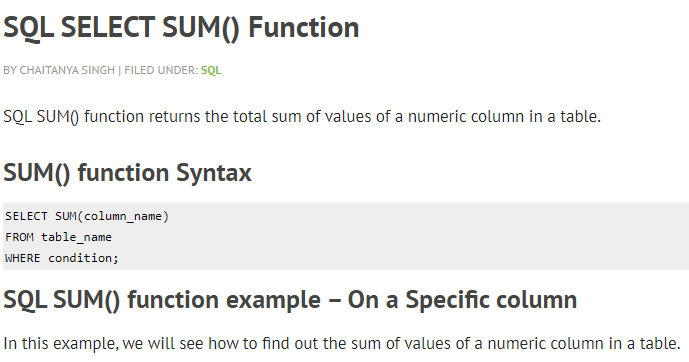 SQL SELECT SUM() Function
BY CHAITANYA SINGH | FILED UNDER: SQL
SQL SUM() function returns the total sum of values of a numeric column in a table.
SUM() function Syntax
SELECT SUM(column_name)
FROM table_name
WHERE condition;
SQL SUM() function example – On a Specific column
In this example, we will see how to find out the sum of values of a numeric column in a table.